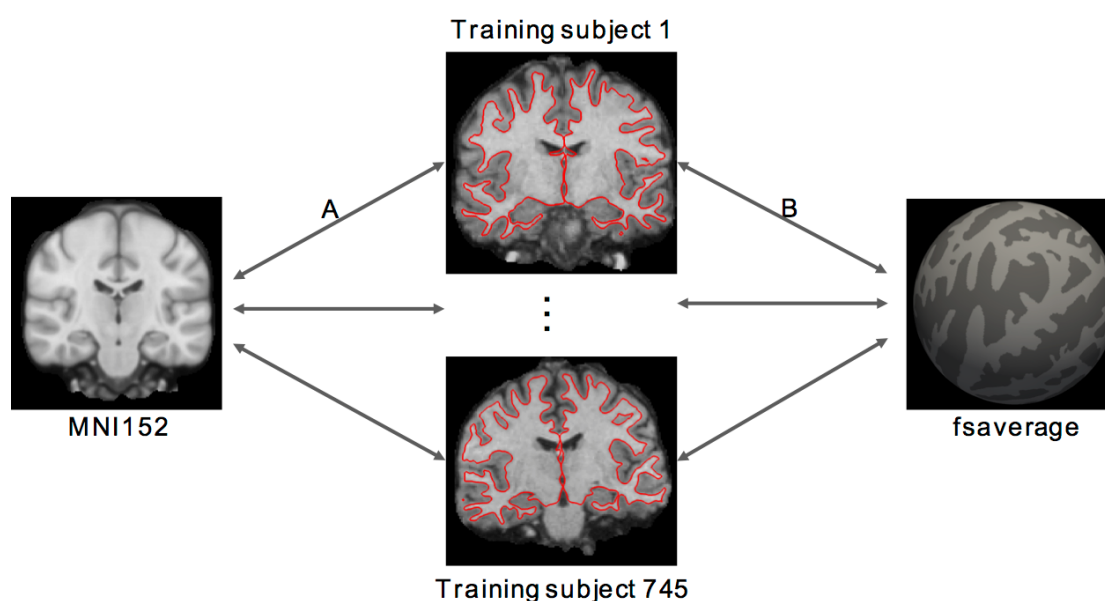 Training subject 1
A
B
MNI152
fsaverage
Training subject 745